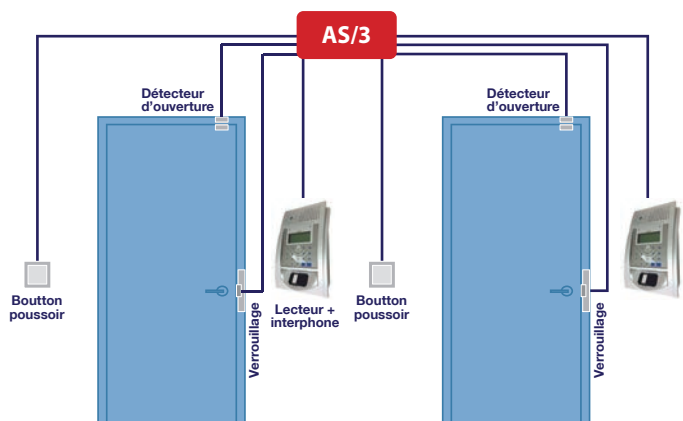 AS/3
Détecteur
d'ouverture
Détecteur
d'ouverture
Boutton
poussoir
Verrouillage
Lecteur +
interphone
Boutton
poussoir
Verrouillage